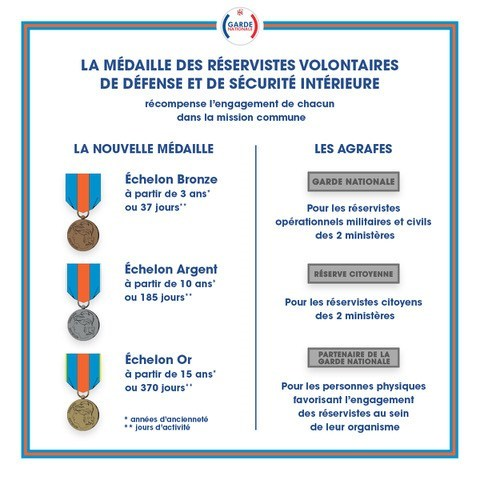 GARDE
NATIONALE
LA MÉDAILLE DES RÉSERVISTES VOLONTAIRES
DE DÉFENSE ET DE SÉCURITÉ INTÉRIEURE
récompense l'engagement de chacun
dans la mission commune
LA NOUVELLE MÉDAILLE
Échelon Bronze
à partir de 3 ans*
ou 37 jours**
Échelon Argent
à partir de 10 ans*
ou 185 jours**
Échelon Or
à partir de 15 ans*
ou 370 jours**
* années d'ancienneté
** jours d'activité
LES AGRAFES
GARDE NATIONALE
Pour les réservistes
opérationnels militaires et civils
des 2 ministères
RÉSERVE CITOYENNE
Pour les réservistes citoyens
des 2 ministères
PARTENAIRE DE LA
GARDE NATIONALE
Pour les personnes physiques
favorisant l'engagement
des réservistes au sein
de leur organisme